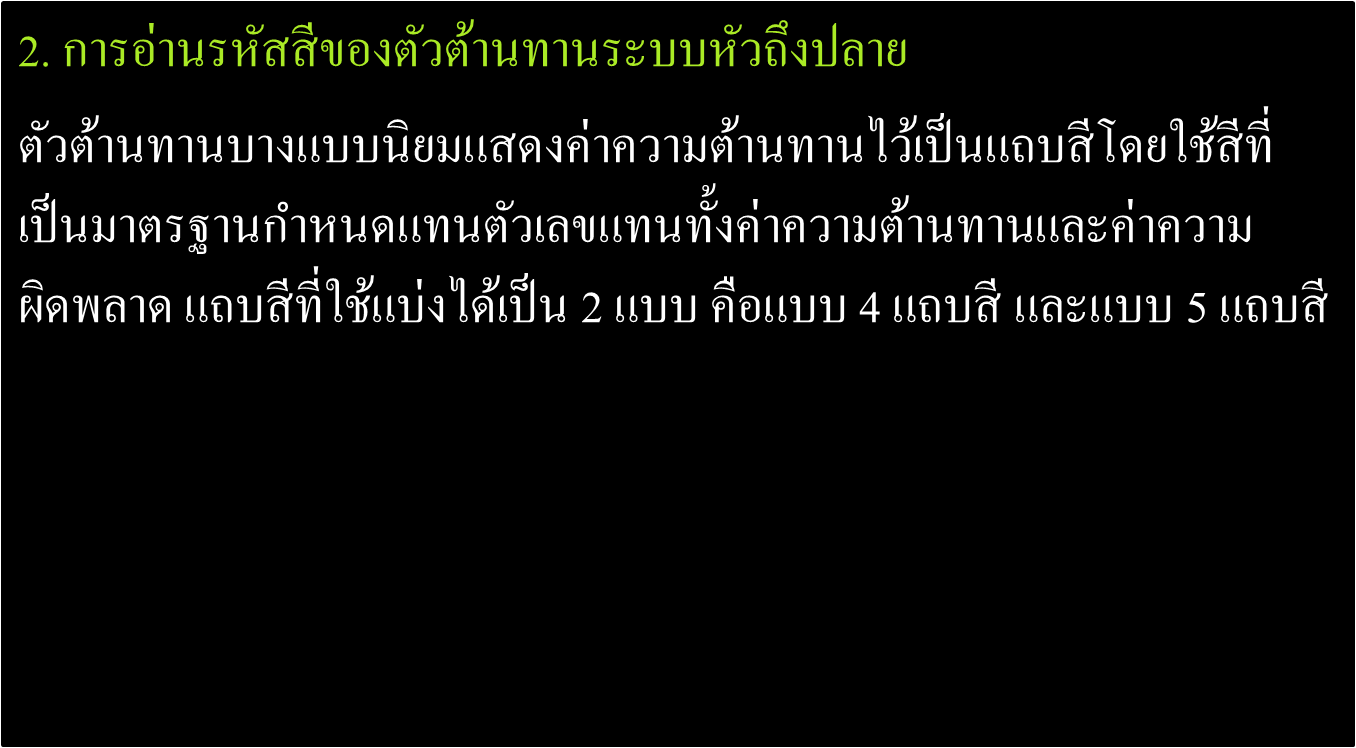 2. การอ่านรหัสสีของตัวต้านทานระบบหัวถึงปลาย
ตัวต้านทานบางแบบนิยมแสดงค่าความต้านทานไว้เป็นแถบสีโดยใช้สีที่
เป็นมาตรฐานกำหนดแทนตัวเลขแทนทั้งค่าความต้านทานและค่าความ
ผิดพลาด แถบสีที่ใช้แบ่งได้เป็น 2 แบบ คือแบบ 4 แถบสี และแบบ 5 แถบสี